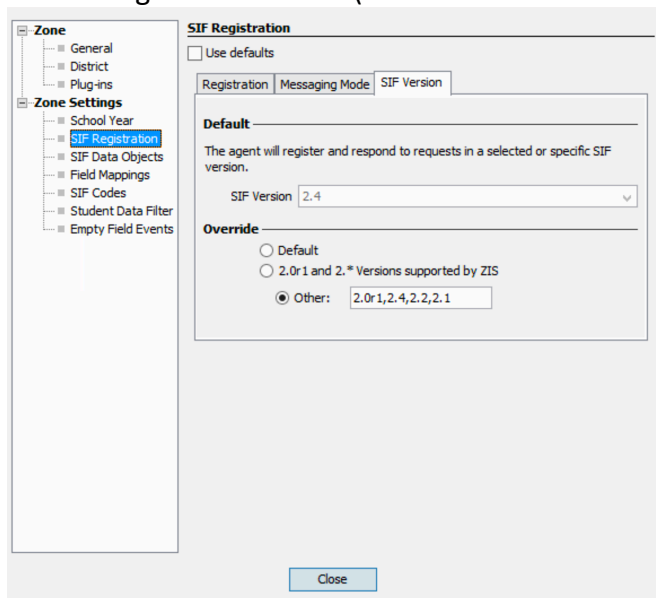 Zone
General
District
Plug-ins
Zone Settings
School Year
SIF Registration
SIF Data Objects
Field Mappings
SIF Codes
Student Data Filter
Empty Field Events
SIF Registration
Use defaults
Registration Messaging Mode SIF Version
Default
The agent will register and respond to requests in a selected or specific SIF
version.
SIF Version 2.4
Override
Default
2.0r1 and 2.* Versions supported by ZIS
Other: 2.0r1,2.4,2.2,2.1
Close